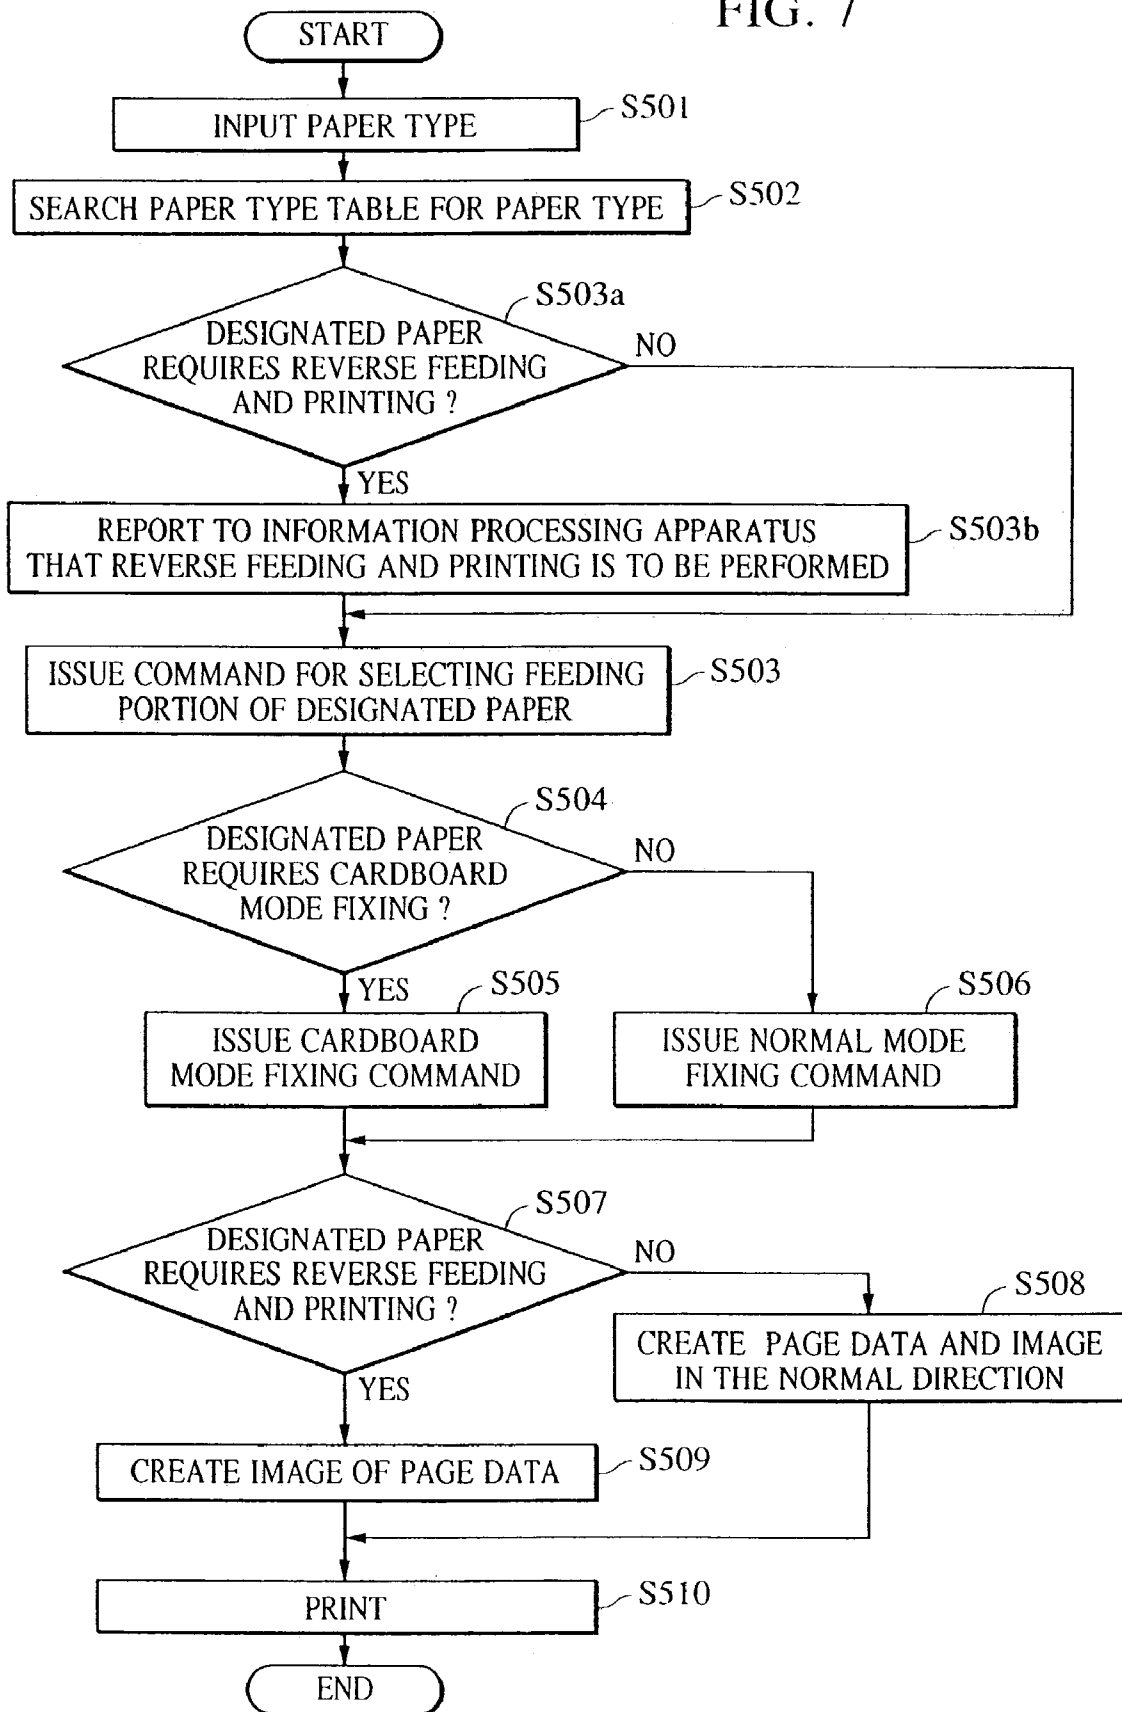 FIG. 7
START
INPUT PAPER TYPE
S501
SEARCH PAPER TYPE TABLE FOR PAPER TYPE
S502
S503a
DESIGNATED PAPER
REQUIRES REVERSE FEEDING
AND PRINTING ?
NO
YES
REPORT TO INFORMATION PROCESSING APPARATUS
THAT REVERSE FEEDING AND PRINTING IS TO BE PERFORMED
S503b
ISSUE COMMAND FOR SELECTING FEEDING
PORTION OF DESIGNATED PAPER
S503
S504
DESIGNATED PAPER
REQUIRES CARDBOARD
MODE FIXING ?
NO
YES
S505
ISSUE CARDBOARD
MODE FIXING COMMAND
S506
ISSUE NORMAL MODE
FIXING COMMAND
S507
DESIGNATED PAPER
REQUIRES REVERSE FEEDING
AND PRINTING ?
NO
YES
S508
CREATE PAGE DATA AND IMAGE
IN THE NORMAL DIRECTION
CREATE IMAGE OF PAGE DATA
S509
PRINT
S510
END